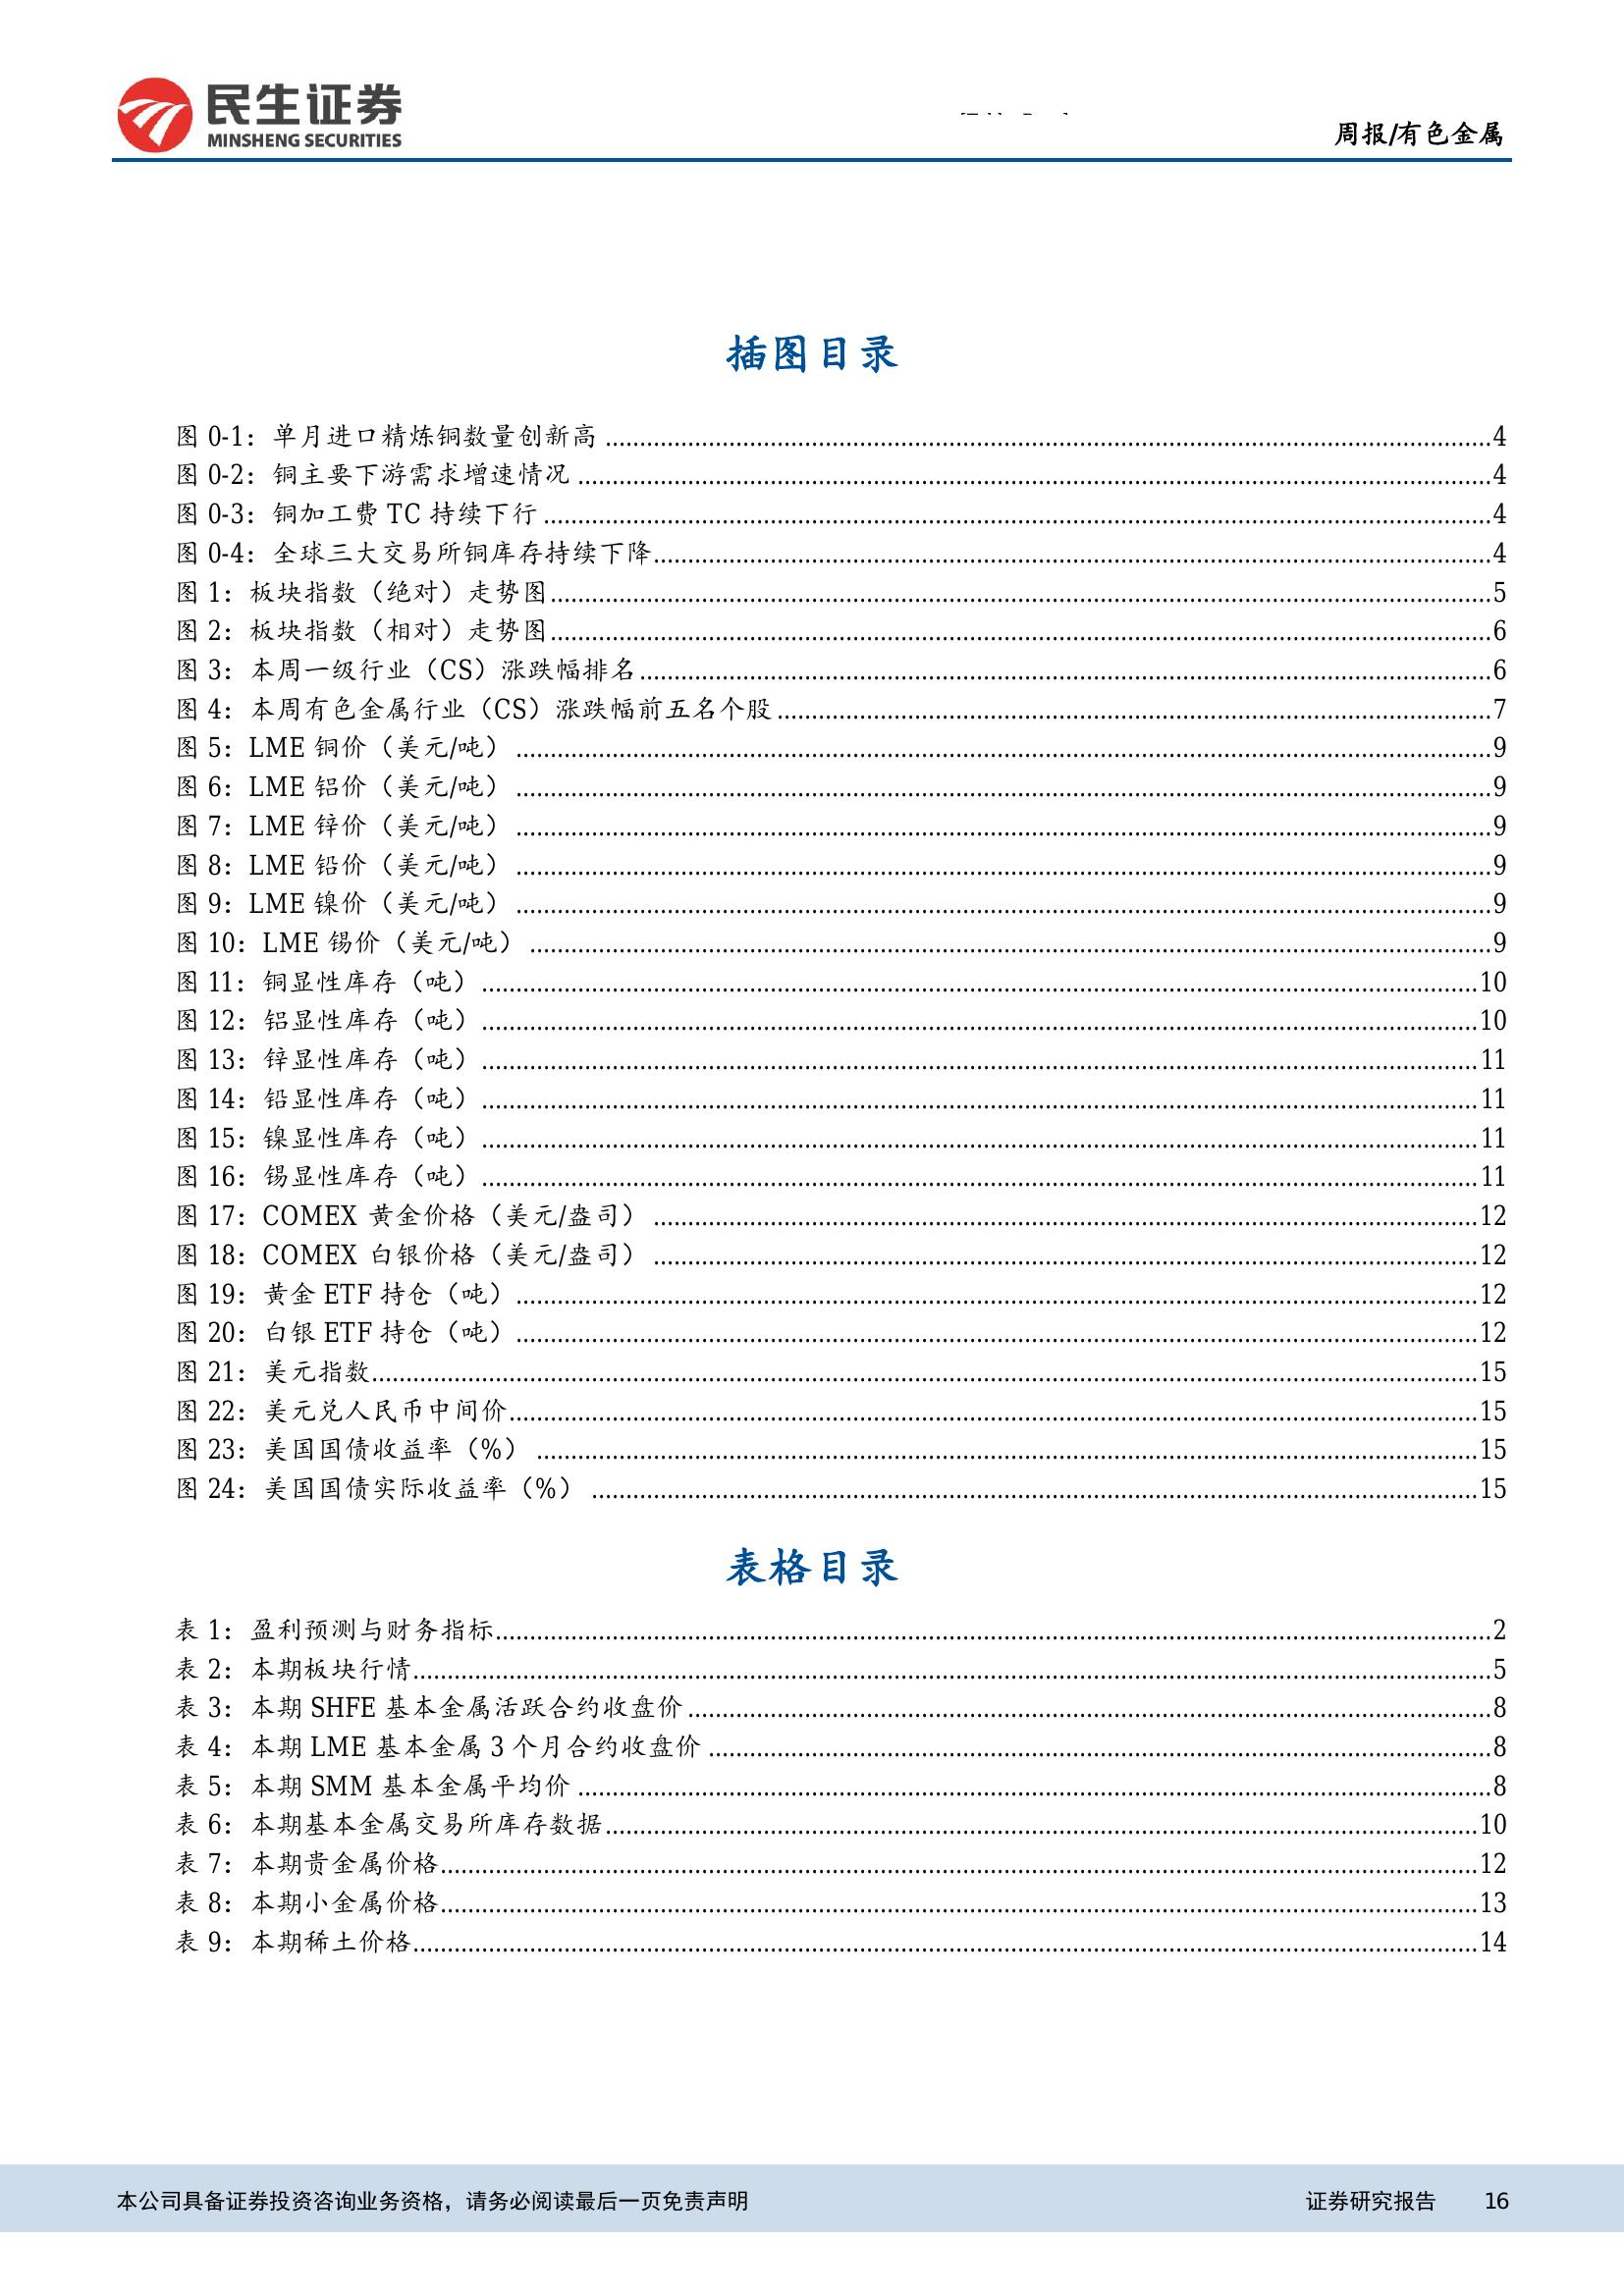 民生证券
MINSHENG SECURITIES
周报/有色金属
插图目录
图 0-1：单月进口精炼铜数量创新高 ........ 4
图 0-2：铜主要下游需求增速情况 ........ 4
图 0-3：铜加工费 TC 持续下行 ........ 4
图 0-4：全球三大交易所铜库存持续下降 ........ 4
图 1：板块指数（绝对）走势图 ........ 5
图 2：板块指数（相对）走势图 ........ 6
图 3：本周一级行业（CS）涨跌幅排名 ........ 6
图 4：本周有色金属行业（CS）涨跌幅前五名个股 ........ 7
图 5：LME 铜价（美元/吨） ........ 9
图 6：LME 铝价（美元/吨） ........ 9
图 7：LME 锌价（美元/吨） ........ 9
图 8：LME 铅价（美元/吨） ........ 9
图 9：LME 镍价（美元/吨） ........ 9
图 10：LME 锡价（美元/吨） ........ 9
图 11：铜显性库存（吨） ........ 10
图 12：铝显性库存（吨） ........ 10
图 13：锌显性库存（吨） ........ 11
图 14：铅显性库存（吨） ........ 11
图 15：镍显性库存（吨） ........ 11
图 16：锡显性库存（吨） ........ 11
图 17：COMEX 黄金价格（美元/盎司） ........ 12
图 18：COMEX 白银价格（美元/盎司） ........ 12
图 19：黄金 ETF 持仓（吨） ........ 12
图 20：白银 ETF 持仓（吨） ........ 12
图 21：美元指数 ........ 15
图 22：美元兑人民币中间价 ........ 15
图 23：美国国债收益率（%） ........ 15
图 24：美国国债实际收益率（%） ........ 15
表格目录
表 1：盈利预测与财务指标 ........ 2
表 2：本期板块行情 ........ 5
表 3：本期 SHFE 基本金属活跃合约收盘价 ........ 8
表 4：本期 LME 基本金属 3 个月合约收盘价 ........ 8
表 5：本期 SMM 基本金属平均价 ........ 8
表 6：本期基本金属交易所库存数据 ........ 10
表 7：本期贵金属价格 ........ 12
表 8：本期小金属价格 ........ 13
表 9：本期稀土价格 ........ 14
本公司具备证券投资咨询业务资格，请务必阅读最后一页免责声明 证券研究报告 16